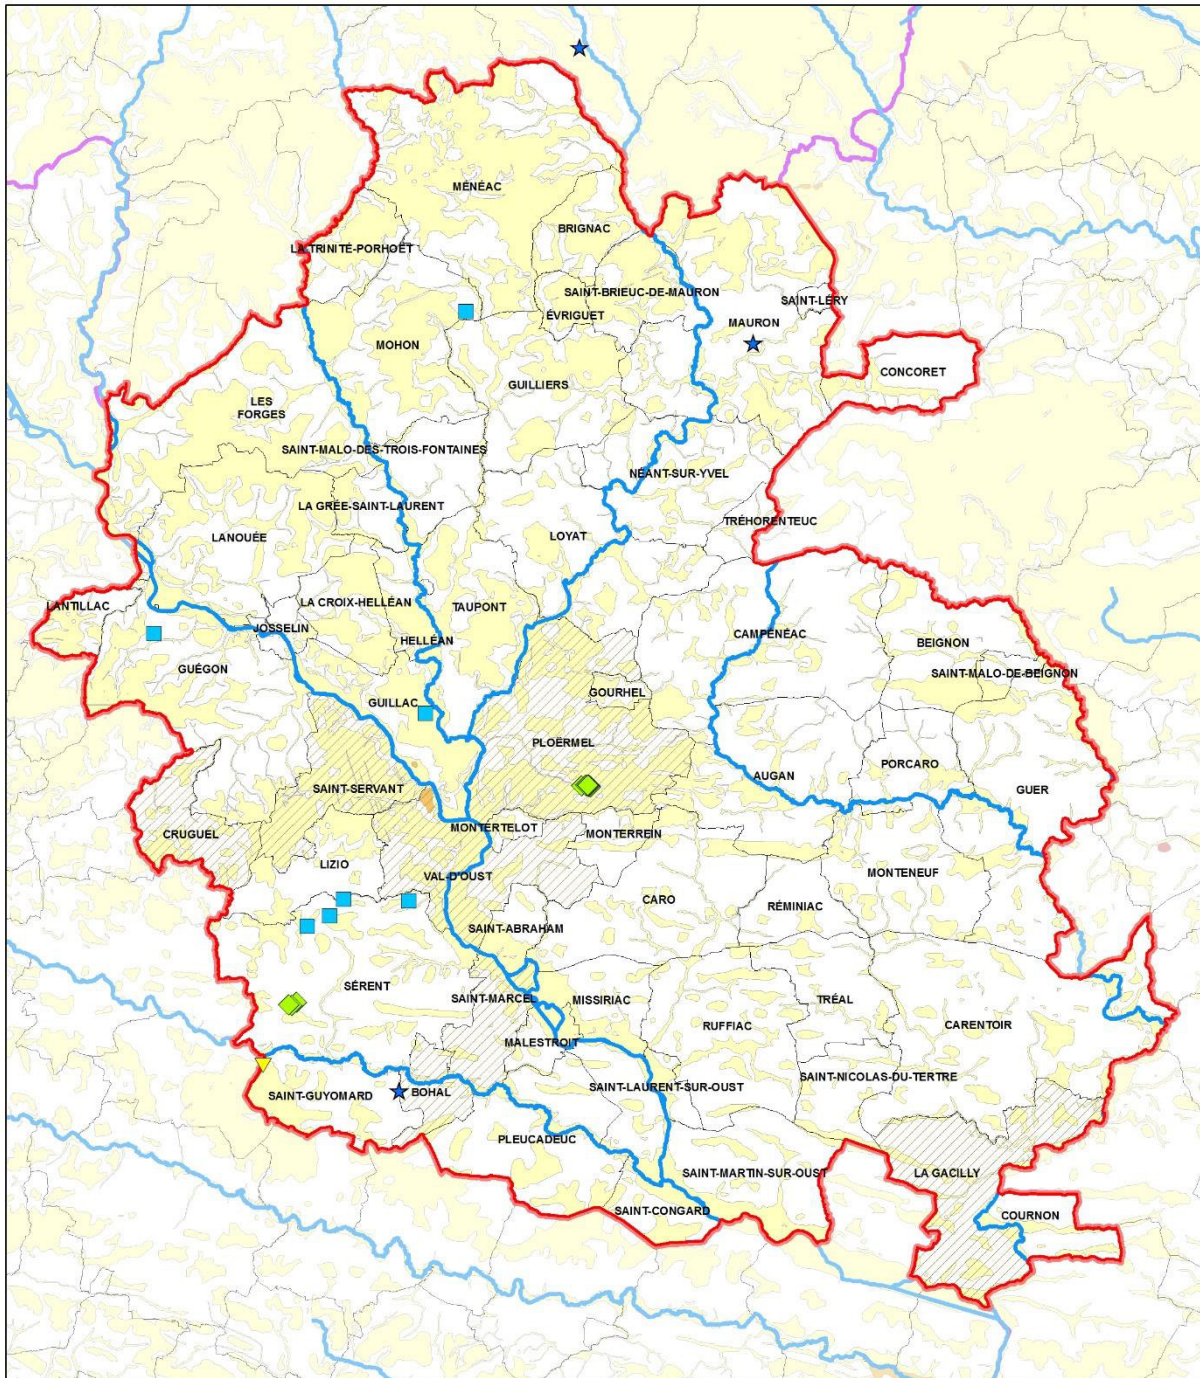 MÉNÉAC
BRIGNAC
LA TRINITÉ-PORHOËT
SAINT-BRIEUC-DE-MAURON
SAINT-LÉRY
ÉVRIGUET
MAURON
MOHON
CONCORET
GUILLIERS
LES
FORGES
SAINT-MALO-DES-TROIS-FONTAINES
NÉANT-SUR-YVEL
LA GRÉE-SAINT-LAURENT
TRÉHORENTEUC
LANOUÉE
LOYAT
LA CROIX-HELLÉAN
LANTILLAC
TAUPONT
JOSSELIN
CAMPÉNÉAC
HELLÉAN
BEIGNON
GUÉGON
SAINT-MALO-DE-BEIGNON
GOURHEL
GUILLAC
PLOËRMEL
PORCARO
AUGAN
SAINT-SERVANT
GUER
MONTERTELOT
CRUGUEL
MONTERREIN
LIZIO
VAL-D'OUST
MONTENEUF
CARO
RÉMINIAC
SAINT-ABRAHAM
SÉRENT
SAINT-MARCEL
MISSIRIAC
TRÉAL
RUFFIAC
CARENTOIR
MALESTROIT
SAINT-NICOLAS-DU-TERTRE
SAINT-LAURENT-SUR-OUST
SAINT-GUYOMARD
BOHAL
PLEUCADEUC
SAINT-MARTIN-SUR-OUST
LA GACILLY
SAINT-CONGARD
COURNON